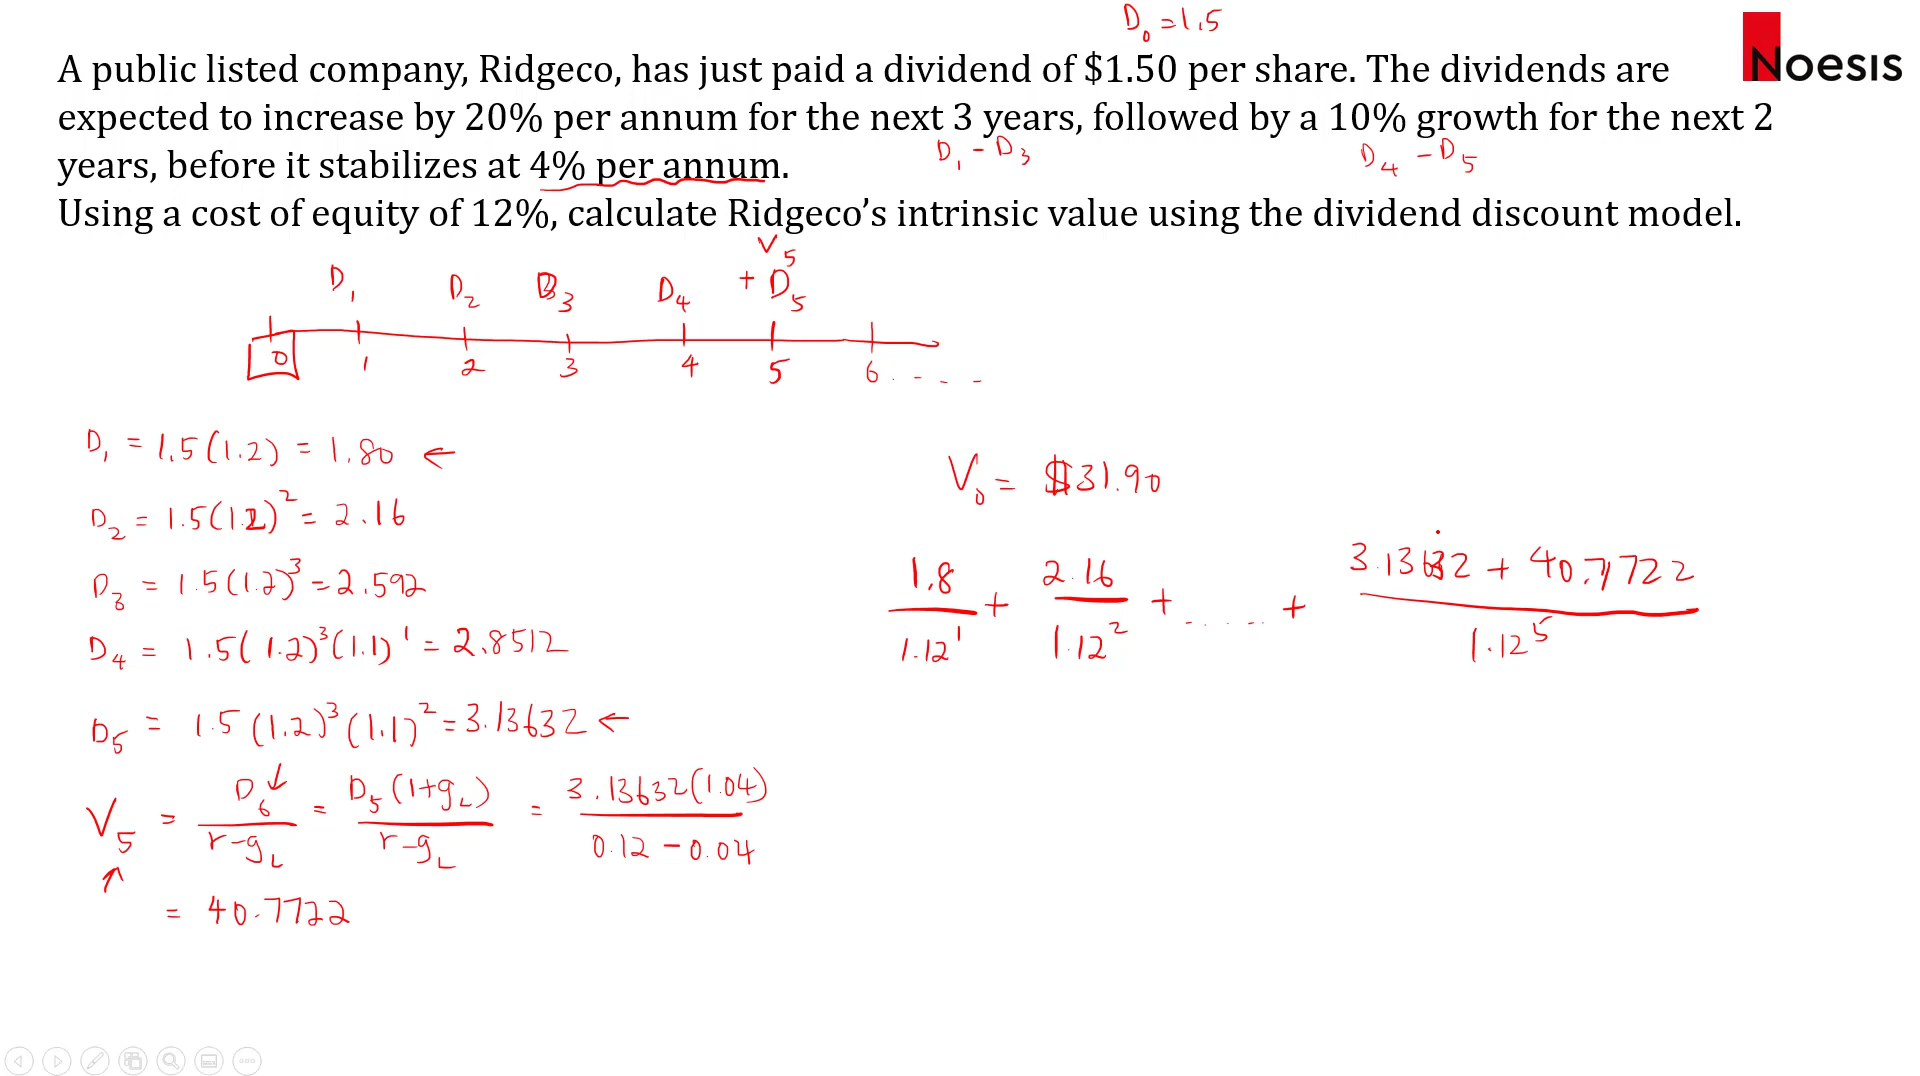 D₀ = 1.5
Noesis
A public listed company, Ridgeco, has just paid a dividend of $1.50 per share. The dividends are
expected to increase by 20% per annum for the next 3 years, followed by a 10% growth for the next 2
D₁ – D₃ D₄ – D₅
years, before it stabilizes at 4% per annum.
Using a cost of equity of 12%, calculate Ridgeco’s intrinsic value using the dividend discount model.
V₅
D₁ D₂ D₃ D₄ + D₅
0 1 2 3 4 5 6 . - - -
D₁ = 1.5(1.2) = 1.80 ←
D₂ = 1.5(1.2)² = 2.16
D₃ = 1.5(1.2)³ = 2.592
D₄ = 1.5(1.2)³(1.1)¹ = 2.8512
D₅ = 1.5(1.2)³(1.1)² = 3.13632 ←
V₅ = D₆ / (r – g_L) = D₅(1+g_L) / (r – g_L) = 3.13632(1.04) / (0.12 – 0.04)
= 40.7722
V₀ = $31.90
1.8 / 1.12¹ + 2.16 / 1.12² + ..... + (3.13632 + 40.7722) / 1.12⁵